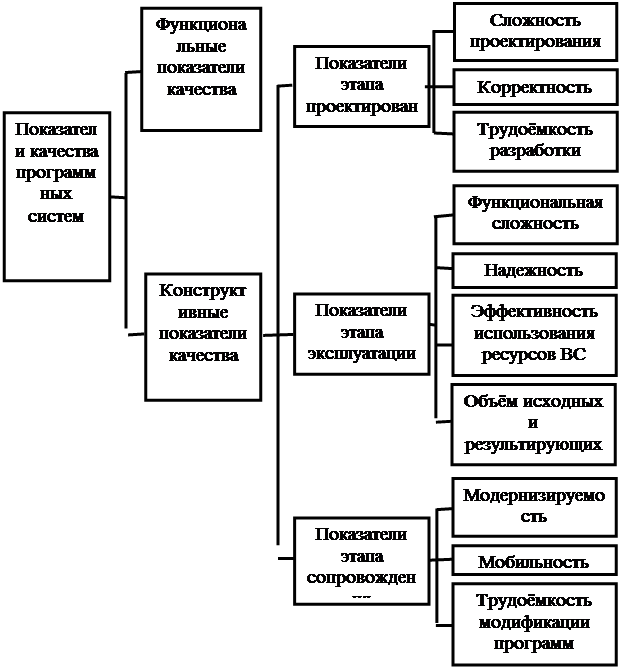 Показател
и качества
программ
ных
систем
Функциона
льные
показатели
качества
Конструкт
ивные
показатели
качества
Показатели
этапа
проектирован
Сложность
проектирования
Корректность
Трудоёмкость
разработки
Показатели
этапа
эксплуатации
Функциональная
сложность
Надежность
Эффективность
использования
ресурсов ВС
Объём исходных
и
результирующих
Показатели
этапа
сопровожден
Модернизируемо
сть
Мобильность
Трудоёмкость
модификации
программ